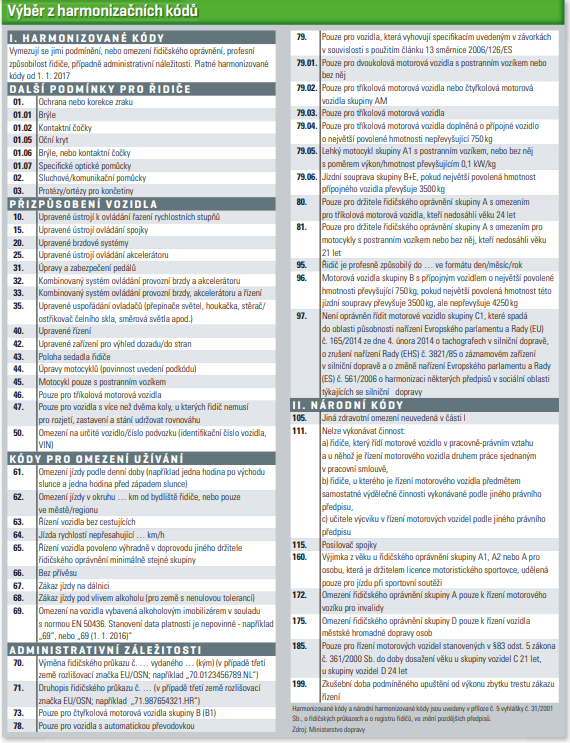 Výběr z harmonizačních kódů
I. HARMONIZOVANÉ KÓDY
Vymezují se jimi podmínění, nebo omezení řidičského oprávnění, profesní
způsobilost řidiče, případně administrativní náležitosti. Platné harmonizované
kódy od 1. 1. 2017
DALŠÍ PODMÍNKY PRO ŘIDIČE
01. Ochrana nebo korekce zraku
01.01 Brýle
01.02 Kontaktní čočky
01.05 Oční kryt
01.06 Brýle, nebo kontaktní čočky
01.07 Specifické optické pomůcky
02. Sluchové/komunikační pomůcky
03. Protézy/ortézy pro končetiny
PŘIZPŮSOBENÍ VOZIDLA
10. Upravené ústrojí k ovládání řazení rychlostních stupňů
15. Upravené ústrojí ovládání spojky
20. Upravené brzdové systémy
25. Upravené ústrojí ovládání akcelerátoru
31. Úpravy a zabezpečení pedálů
32. Kombinovaný systém ovládání provozní brzdy a akcelerátoru
33. Kombinovaný systém ovládání provozní brzdy, akcelerátoru a řízení
35. Upravené uspořádání ovladačů (přepínače světel, houkačka, stěrač/
ostřikovač čelního skla, směrová světla apod.)
40. Upravené řízení
42. Upravené zařízení pro výhled dozadu/do stran
43. Poloha sedadla řidiče
44. Úpravy motocyklů (povinnost uvedení podkódu)
45. Motocykl pouze s postranním vozíkem
46. Pouze pro tříkolová motorová vozidla
47. Pouze pro vozidla s více než dvěma koly, u kterých řidič nemusí
pro rozjetí, zastavení a stání udržovat rovnováhu
50. Omezení na určité vozidlo/číslo podvozku (identifikační číslo vozidla,
VIN)
KÓDY PRO OMEZENÍ UŽÍVÁNÍ
61. Omezení jízdy podle denní doby (například jedna hodina po východu
slunce a jedna hodina před západem slunce)
62. Omezení jízdy v okruhu … km od bydliště řidiče, nebo pouze
ve městě/regionu
63. Řízení vozidla bez cestujících
64. Jízda rychlostí nepřesahující … km/h
65. Řízení vozidla povoleno výhradně v doprovodu jiného držitele
řidičského oprávnění minimálně stejné skupiny
66. Bez přívěsu
67. Zákaz jízdy na dálnici
68. Zákaz jízdy pod vlivem alkoholu (pro země s nenulovou tolerancí)
69. Omezení na vozidla vybavená alkoholovým imobilizérem v souladu
s normou EN 50436. Stanovení data platnosti je nepovinné - například
„69“, nebo „69 (1. 1. 2016)“
ADMINISTRATIVNÍ ZÁLEŽITOSTI
70. Výměna řidičského průkazu č. … vydaného … (kým) (v případě třetí
země rozlišovací značka EU/OSN; například „70.0123456789.NL“)
71. Druhopis řidičského průkazu č. … (v případě třetí země rozlišovací
značka EU/OSN; například „71.987654321.HR“)
73. Pouze pro čtyřkolová motorová vozidla skupiny B (B1)
78. Pouze pro vozidla s automatickou převodovkou
79. Pouze pro vozidla, která vyhovují specifikacím uvedeným v závorkách
v souvislosti s použitím článku 13 směrnice 2006/126/ES
79.01. Pouze pro dvoukolová motorová vozidla s postranním vozíkem nebo
bez něj
79.02. Pouze pro tříkolová motorová vozidla nebo čtyřkolová motorová
vozidla skupiny AM
79.03. Pouze pro tříkolová motorová vozidla
79.04. Pouze pro tříkolová motorová vozidla doplněná o přípojné vozidlo
o největší povolené hmotnosti nepřevyšující 750 kg
79.05. Lehký motocykl skupiny A1 s postranním vozíkem, nebo bez něj
s poměrem výkon/hmotnost převyšujícím 0,1 kW/kg
79.06. Jízdní souprava skupiny B+E, pokud největší povolená hmotnost
přípojného vozidla převyšuje 3500 kg
80. Pouze pro držitele řidičského oprávnění skupiny A s omezením
pro tříkolová motorová vozidla, kteří nedosáhli věku 24 let
81. Pouze pro držitele řidičského oprávnění skupiny A s omezením pro
motocykly s postranním vozíkem nebo bez něj, kteří nedosáhli věku
21 let
95. Řidič je profesně způsobilý do … ve formátu den/měsíc/rok
96. Motorová vozidla skupiny B s přípojným vozidlem o největší povolené
hmotnosti převyšující 750 kg, pokud největší povolená hmotnost této
jízdní soupravy převyšuje 3500 kg, ale nepřevyšuje 4250 kg
97. Není oprávněn řídit motorové vozidlo skupiny C1, které spadá
do oblasti působnosti nařízení Evropského parlamentu a Rady (EU)
č. 165/2014 ze dne 4. února 2014 o tachografech v silniční dopravě,
o zrušení nařízení Rady (EHS) č. 3821/85 o záznamovém zařízení
v silniční dopravě a o změně nařízení Evropského parlamentu a Rady
(ES) č. 561/2006 o harmonizaci některých předpisů v sociální oblasti
týkajících se silniční dopravy
II. NÁRODNÍ KÓDY
105. Jiná zdravotní omezení neuvedená v části I
111. Nelze vykonávat činnost:
a) řidiče, který řídí motorové vozidlo v pracovně-právním vztahu
a u něhož je řízení motorového vozidla druhem práce sjednaným
v pracovní smlouvě,
b) řidiče, u kterého je řízení motorového vozidla předmětem
samostatné výdělečné činnosti vykonávané podle jiného právního
předpisu,
c) učitele výcviku v řízení motorových vozidel podle jiného právního
předpisu
115. Posilovač spojky
160. Výjimka z věku u řidičského oprávnění skupiny A1, A2 nebo A pro
osobu, která je držitelem licence motoristického sportovce, udělená
pouze pro jízdu při sportovní soutěži
172. Omezení řidičského oprávnění skupiny A pouze k řízení motorového
vozíku pro invalidy
175. Omezení řidičského oprávnění skupiny D pouze k řízení vozidla
městské hromadné dopravy osob
185. Pouze pro řízení motorových vozidel stanovených v §83 odst. 5 zákona
č. 361/2000 Sb. do doby dosažení věku u skupiny vozidel C 21 let,
u skupiny vozidel D 24 let
199. Zkušební doba podmíněného upuštění od výkonu zbytku trestu zákazu
řízení
Harmonizované kódy a národní harmonizované kódy jsou uvedeny v příloze č. 5 vyhlášky č. 31/2001
Sb., o řidičských průkazech a o registru řidičů, ve znění pozdějších předpisů.
Zdroj: Ministerstvo dopravy